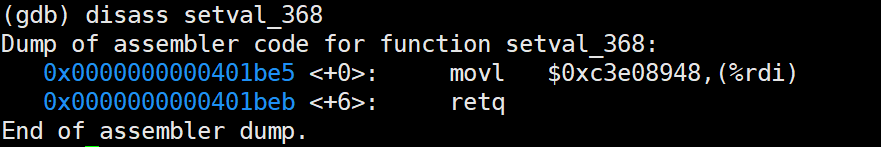 (gdb) disass setval_368
Dump of assembler code for function setval_368:
   0x0000000000401be5 <+0>:     movl   $0xc3e08948,(%rdi)
   0x0000000000401beb <+6>:     retq
End of assembler dump.